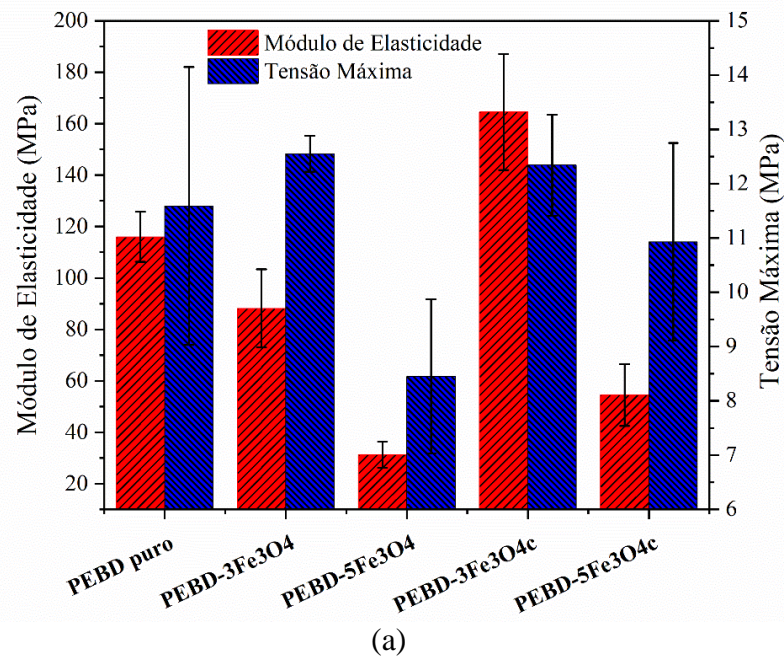 Módulo de Elasticidade
Tensão Máxima
Módulo de Elasticidade (MPa)
200
180
160
140
120
100
80
60
40
20
15
14
13
12
11
10
9
8
7
6
Tensão Máxima (MPa)
PEBD puro
PEBD-3Fe3O4
PEBD-5Fe3O4
PEBD-3Fe3O4c
PEBD-5Fe3O4c
(a)